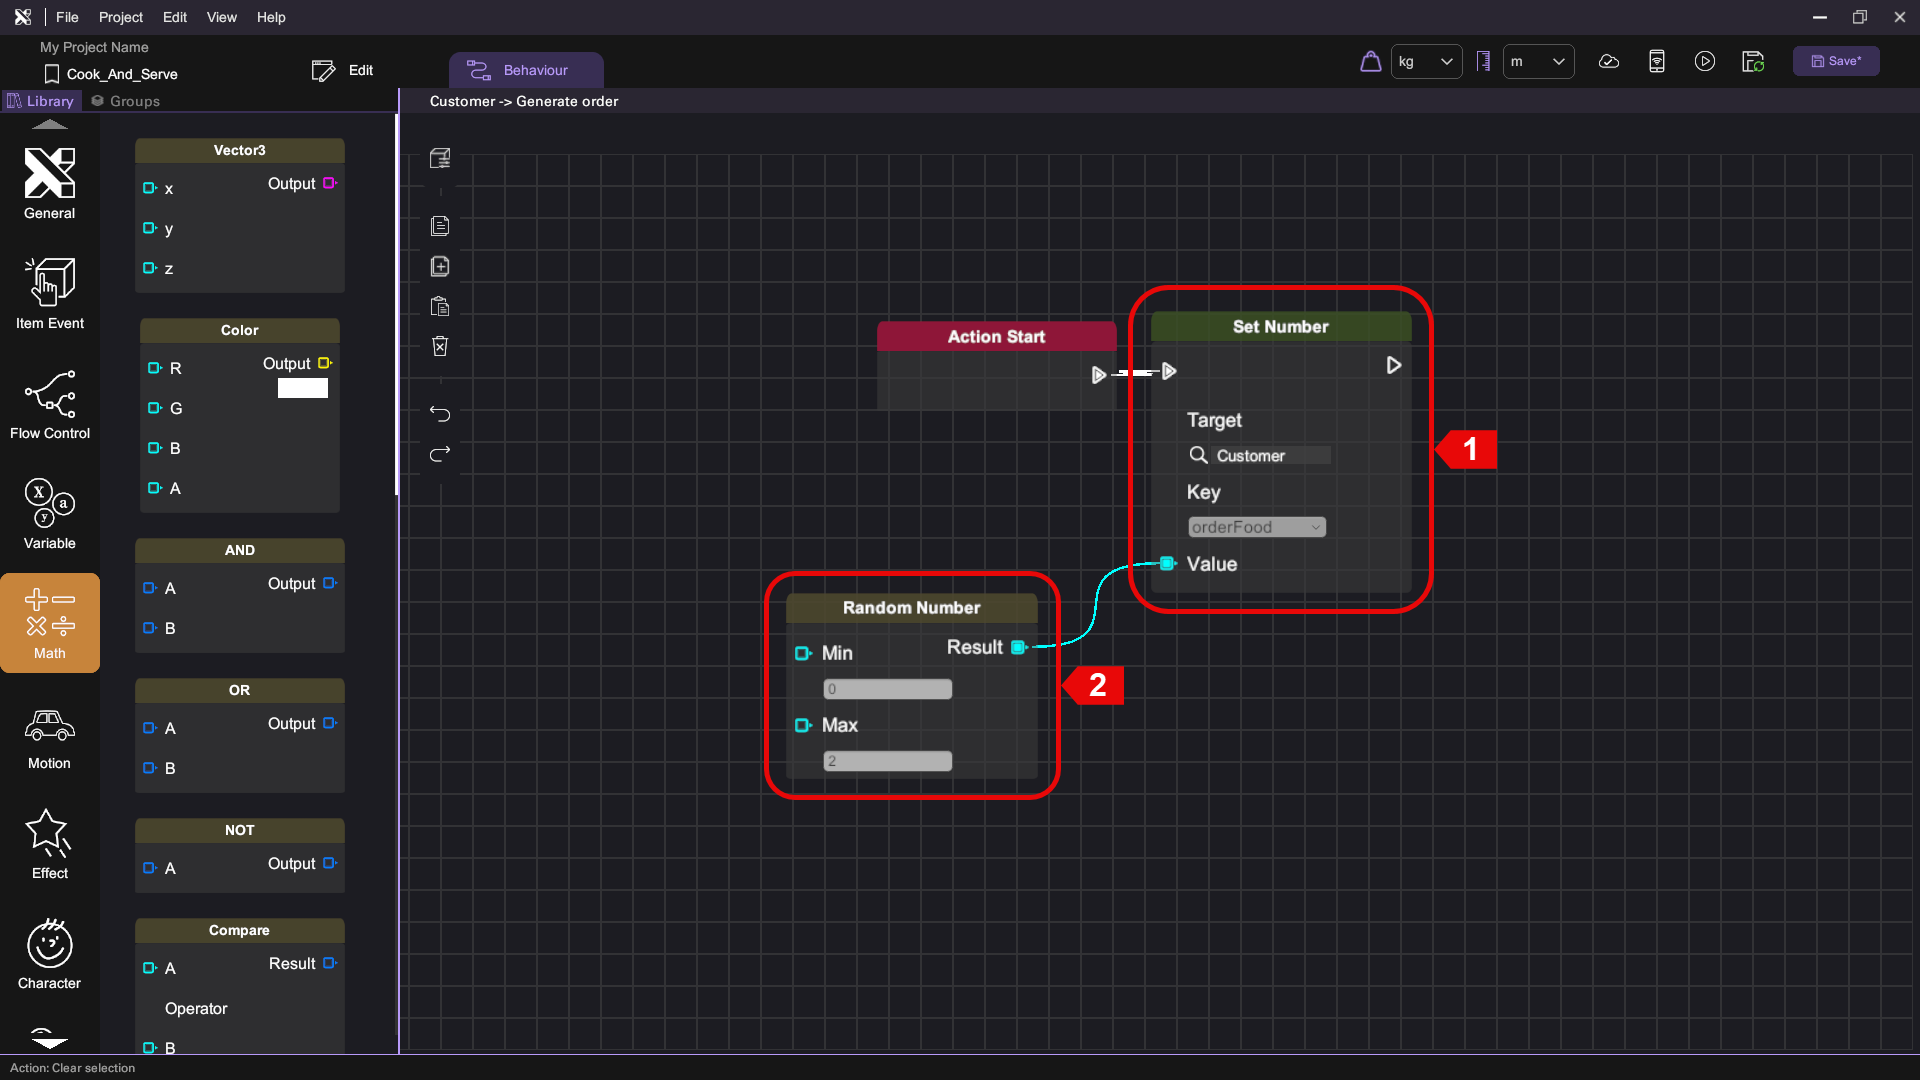 File Project Edit View Help
My Project Name
Cook_And_Serve
Edit
Behaviour
kg
m
Save*
Library
Groups
Customer -> Generate order
General
Item Event
Flow Control
Variable
X
a
y
Math
Motion
Effect
Character
Vector3
x
Output
y
z
Color
R
Output
G
B
A
AND
A
Output
B
OR
A
Output
B
NOT
A
Output
Compare
A
Result
Operator
B
Action Start
Set Number
Target
Customer
Key
orderFood
Value
1
Random Number
Min
Result
0
Max
2
2
Action: Clear selection